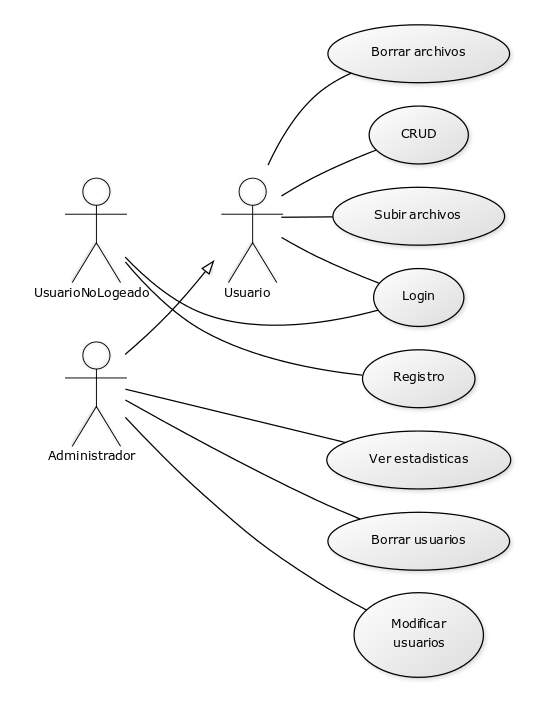 Borrar archivos
CRUD
Subir archivos
UsuarioNoLogeado
Usuario
Login
Registro
Administrador
Ver estadisticas
Borrar usuarios
Modificar
usuarios